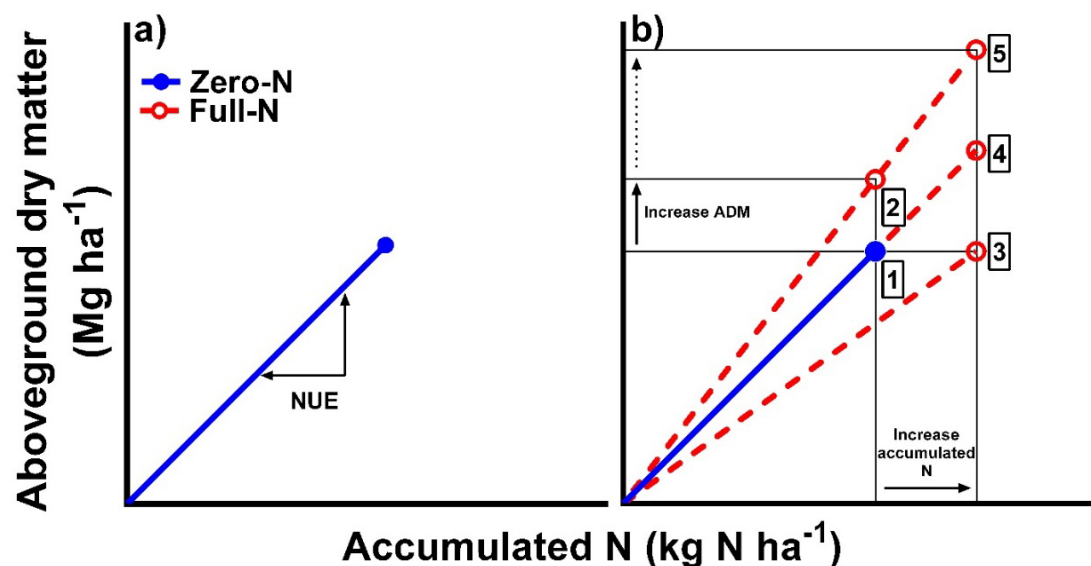 a)
Zero-N
Full-N
NUE
Aboveground dry matter
(Mg ha⁻¹)
b)
5
4
2
Increase ADM
3
1
Increase
accumulated
N
Accumulated N (kg N ha⁻¹)